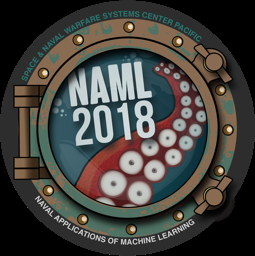 SPACE & NAVAL WARFARE SYSTEMS CENTER PACIFIC
NAML
2018
NAVAL APPLICATIONS OF MACHINE LEARNING